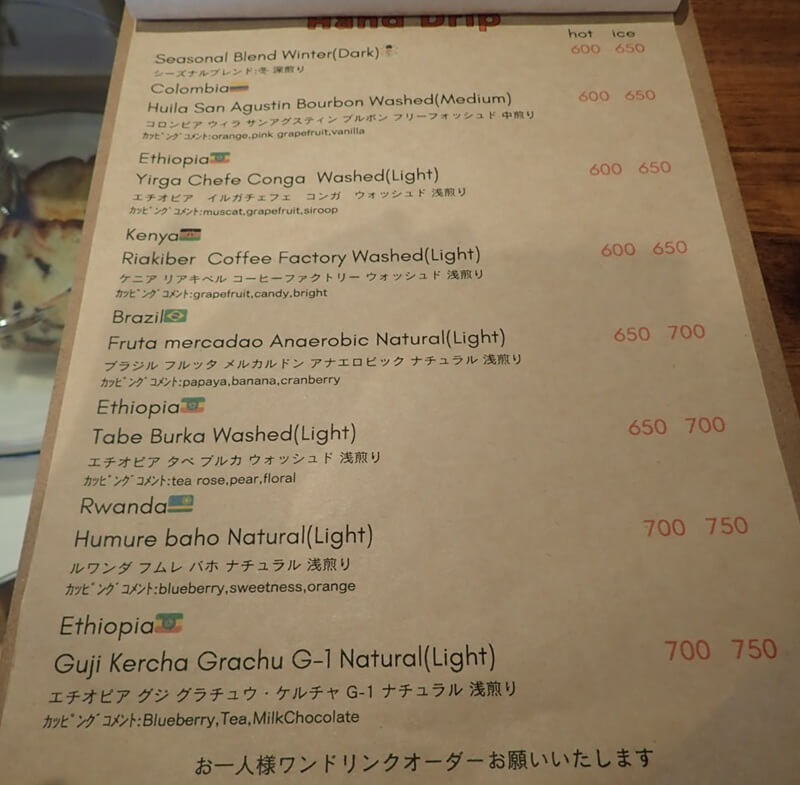 Hand Drip
hot ice
Seasonal Blend Winter(Dark) 600 650
シーズナルブレンド:冬 深煎り
Colombia
Huila San Agustin Bourbon Washed(Medium) 600 650
コロンビア ウィラ サンアグスティン ブルボン フリーフォッシュド 中煎り
カッピングコメント:orange,pink grapefruit,vanilla
Ethiopia
Yirga Chefe Conga Washed(Light) 600 650
エチオピア イルガチェフェ コンガ ウォッシュド 浅煎り
カッピングコメント:muscat,grapefruit,siroop
Kenya
Riakiber Coffee Factory Washed(Light) 600 650
ケニア リアキベル コーヒーファクトリー ウォッシュド 浅煎り
カッピングコメント:grapefruit,candy,bright
Brazil
Fruta mercadao Anaerobic Natural(Light) 650 700
ブラジル フルッタ メルカルドン アナエロビック ナチュラル 浅煎り
カッピングコメント:papaya,banana,cranberry
Ethiopia
Tabe Burka Washed(Light) 650 700
エチオピア タベ ブルカ ウォッシュド 浅煎り
カッピングコメント:tea rose,pear,floral
Rwanda
Humure baho Natural(Light) 700 750
ルワンダ フムレ バホ ナチュラル 浅煎り
カッピングコメント:blueberry,sweetness,orange
Ethiopia
Guji Kercha Grachu G-1 Natural(Light) 700 750
エチオピア グジ グラチュウ・ケルチャ G-1 ナチュラル 浅煎り
カッピングコメント:Blueberry,Tea,MilkChocolate
お一人様ワンドリンクオーダーお願いいたします